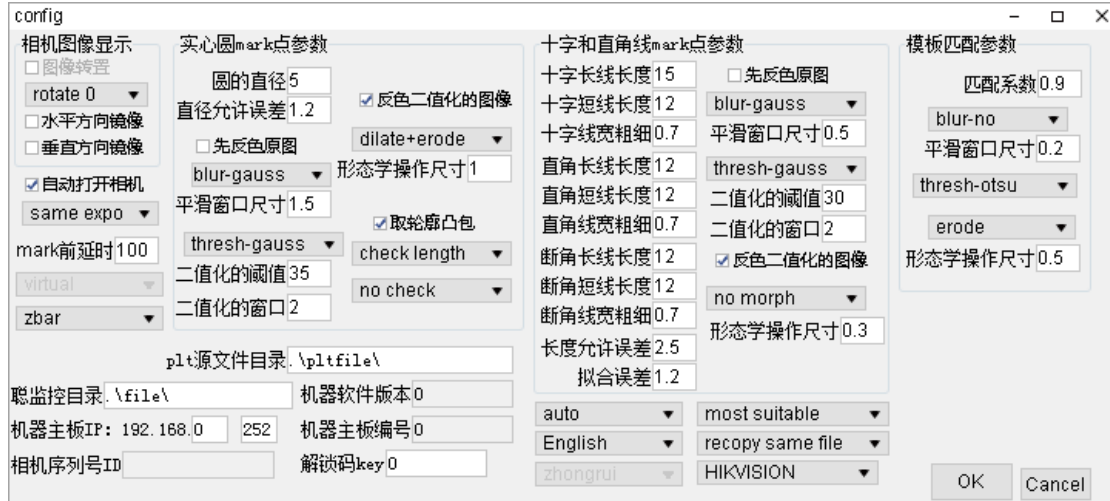 config
相机图像显示
图像转置
rotate 0
水平方向镜像
垂直方向镜像
自动打开相机
same expo
mark前延时 100
virtual
zbar
实心圆mark点参数
圆的直径 5
直径允许误差 1.2
先反色原图
blur-gauss
平滑窗口尺寸 1.5
thresh-gauss
二值化的阈值 35
二值化的窗口 2
反色二值化的图像
dilate+erode
形态学操作尺寸 1
取轮廓凸包
check length
no check
十字和直角线mark点参数
十字长线长度 15
十字短线长度 12
十字线宽粗细 0.7
直角长线长度 12
直角短线长度 12
直角线宽粗细 0.7
断角长线长度 12
断角短线长度 12
断角线宽粗细 0.7
长度允许误差 2.5
拟合误差 1.2
先反色原图
blur-gauss
平滑窗口尺寸 0.5
thresh-gauss
二值化的阈值 30
二值化的窗口 2
反色二值化的图像
no morph
形态学操作尺寸 0.3
模板匹配参数
匹配系数 0.9
blur-no
平滑窗口尺寸 0.2
thresh-otsu
erode
形态学操作尺寸 0.5
plt源文件目录 .\pltfile\
聪监控目录 .\file\
机器软件版本 0
机器主板IP: 192.168. 0 252
机器主板编号 0
相机序列号ID
解锁码key 0
auto
most suitable
English
recopy same file
zhongrui
HIKVISION
OK
Cancel